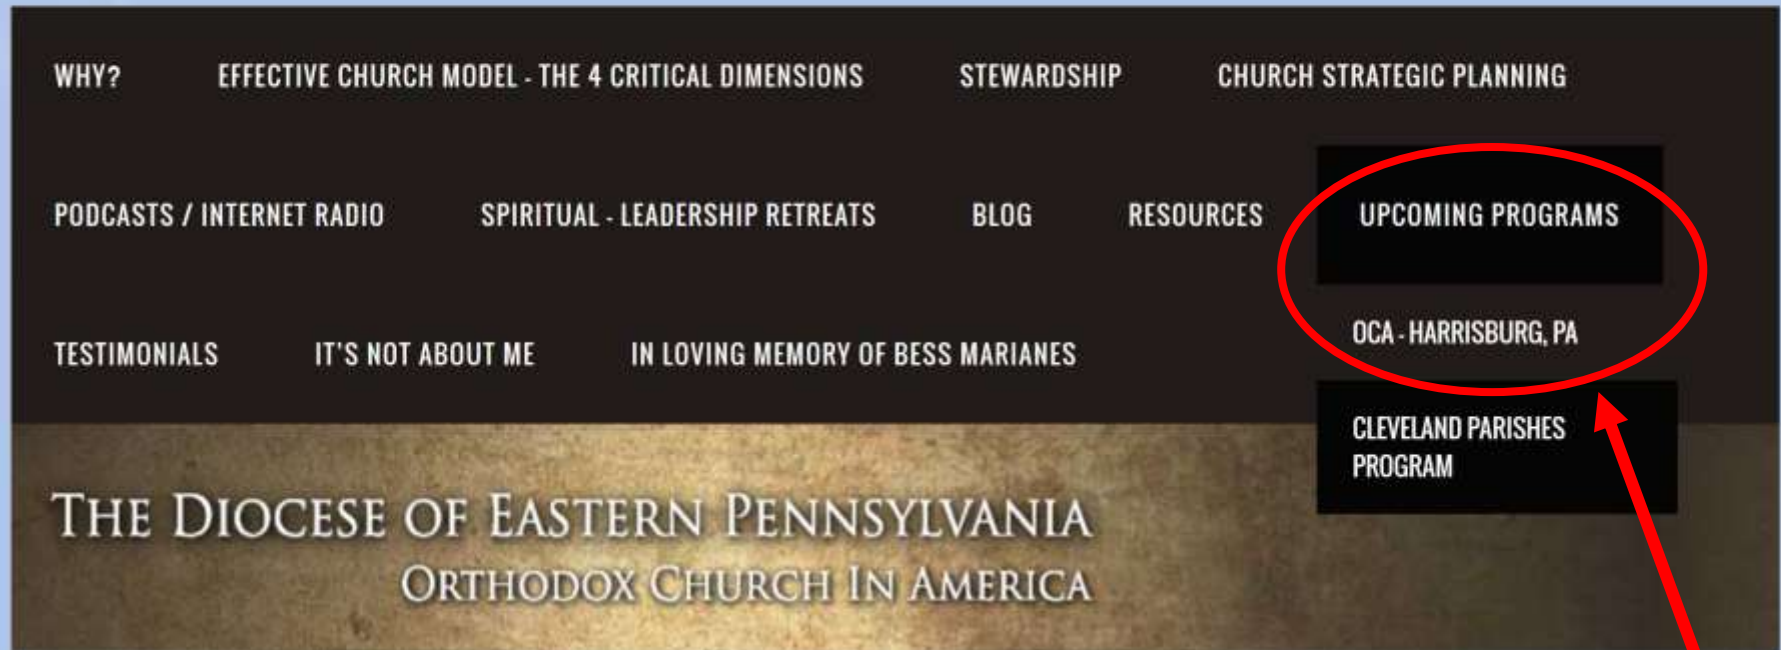 WHY? EFFECTIVE CHURCH MODEL - THE 4 CRITICAL DIMENSIONS STEWARDSHIP CHURCH STRATEGIC PLANNING
PODCASTS / INTERNET RADIO SPIRITUAL - LEADERSHIP RETREATS BLOG RESOURCES UPCOMING PROGRAMS
OCA - HARRISBURG, PA
TESTIMONIALS IT'S NOT ABOUT ME IN LOVING MEMORY OF BESS MARIANES
CLEVELAND PARISHES
PROGRAM
THE DIOCESE OF EASTERN PENNSYLVANIA
ORTHODOX CHURCH IN AMERICA